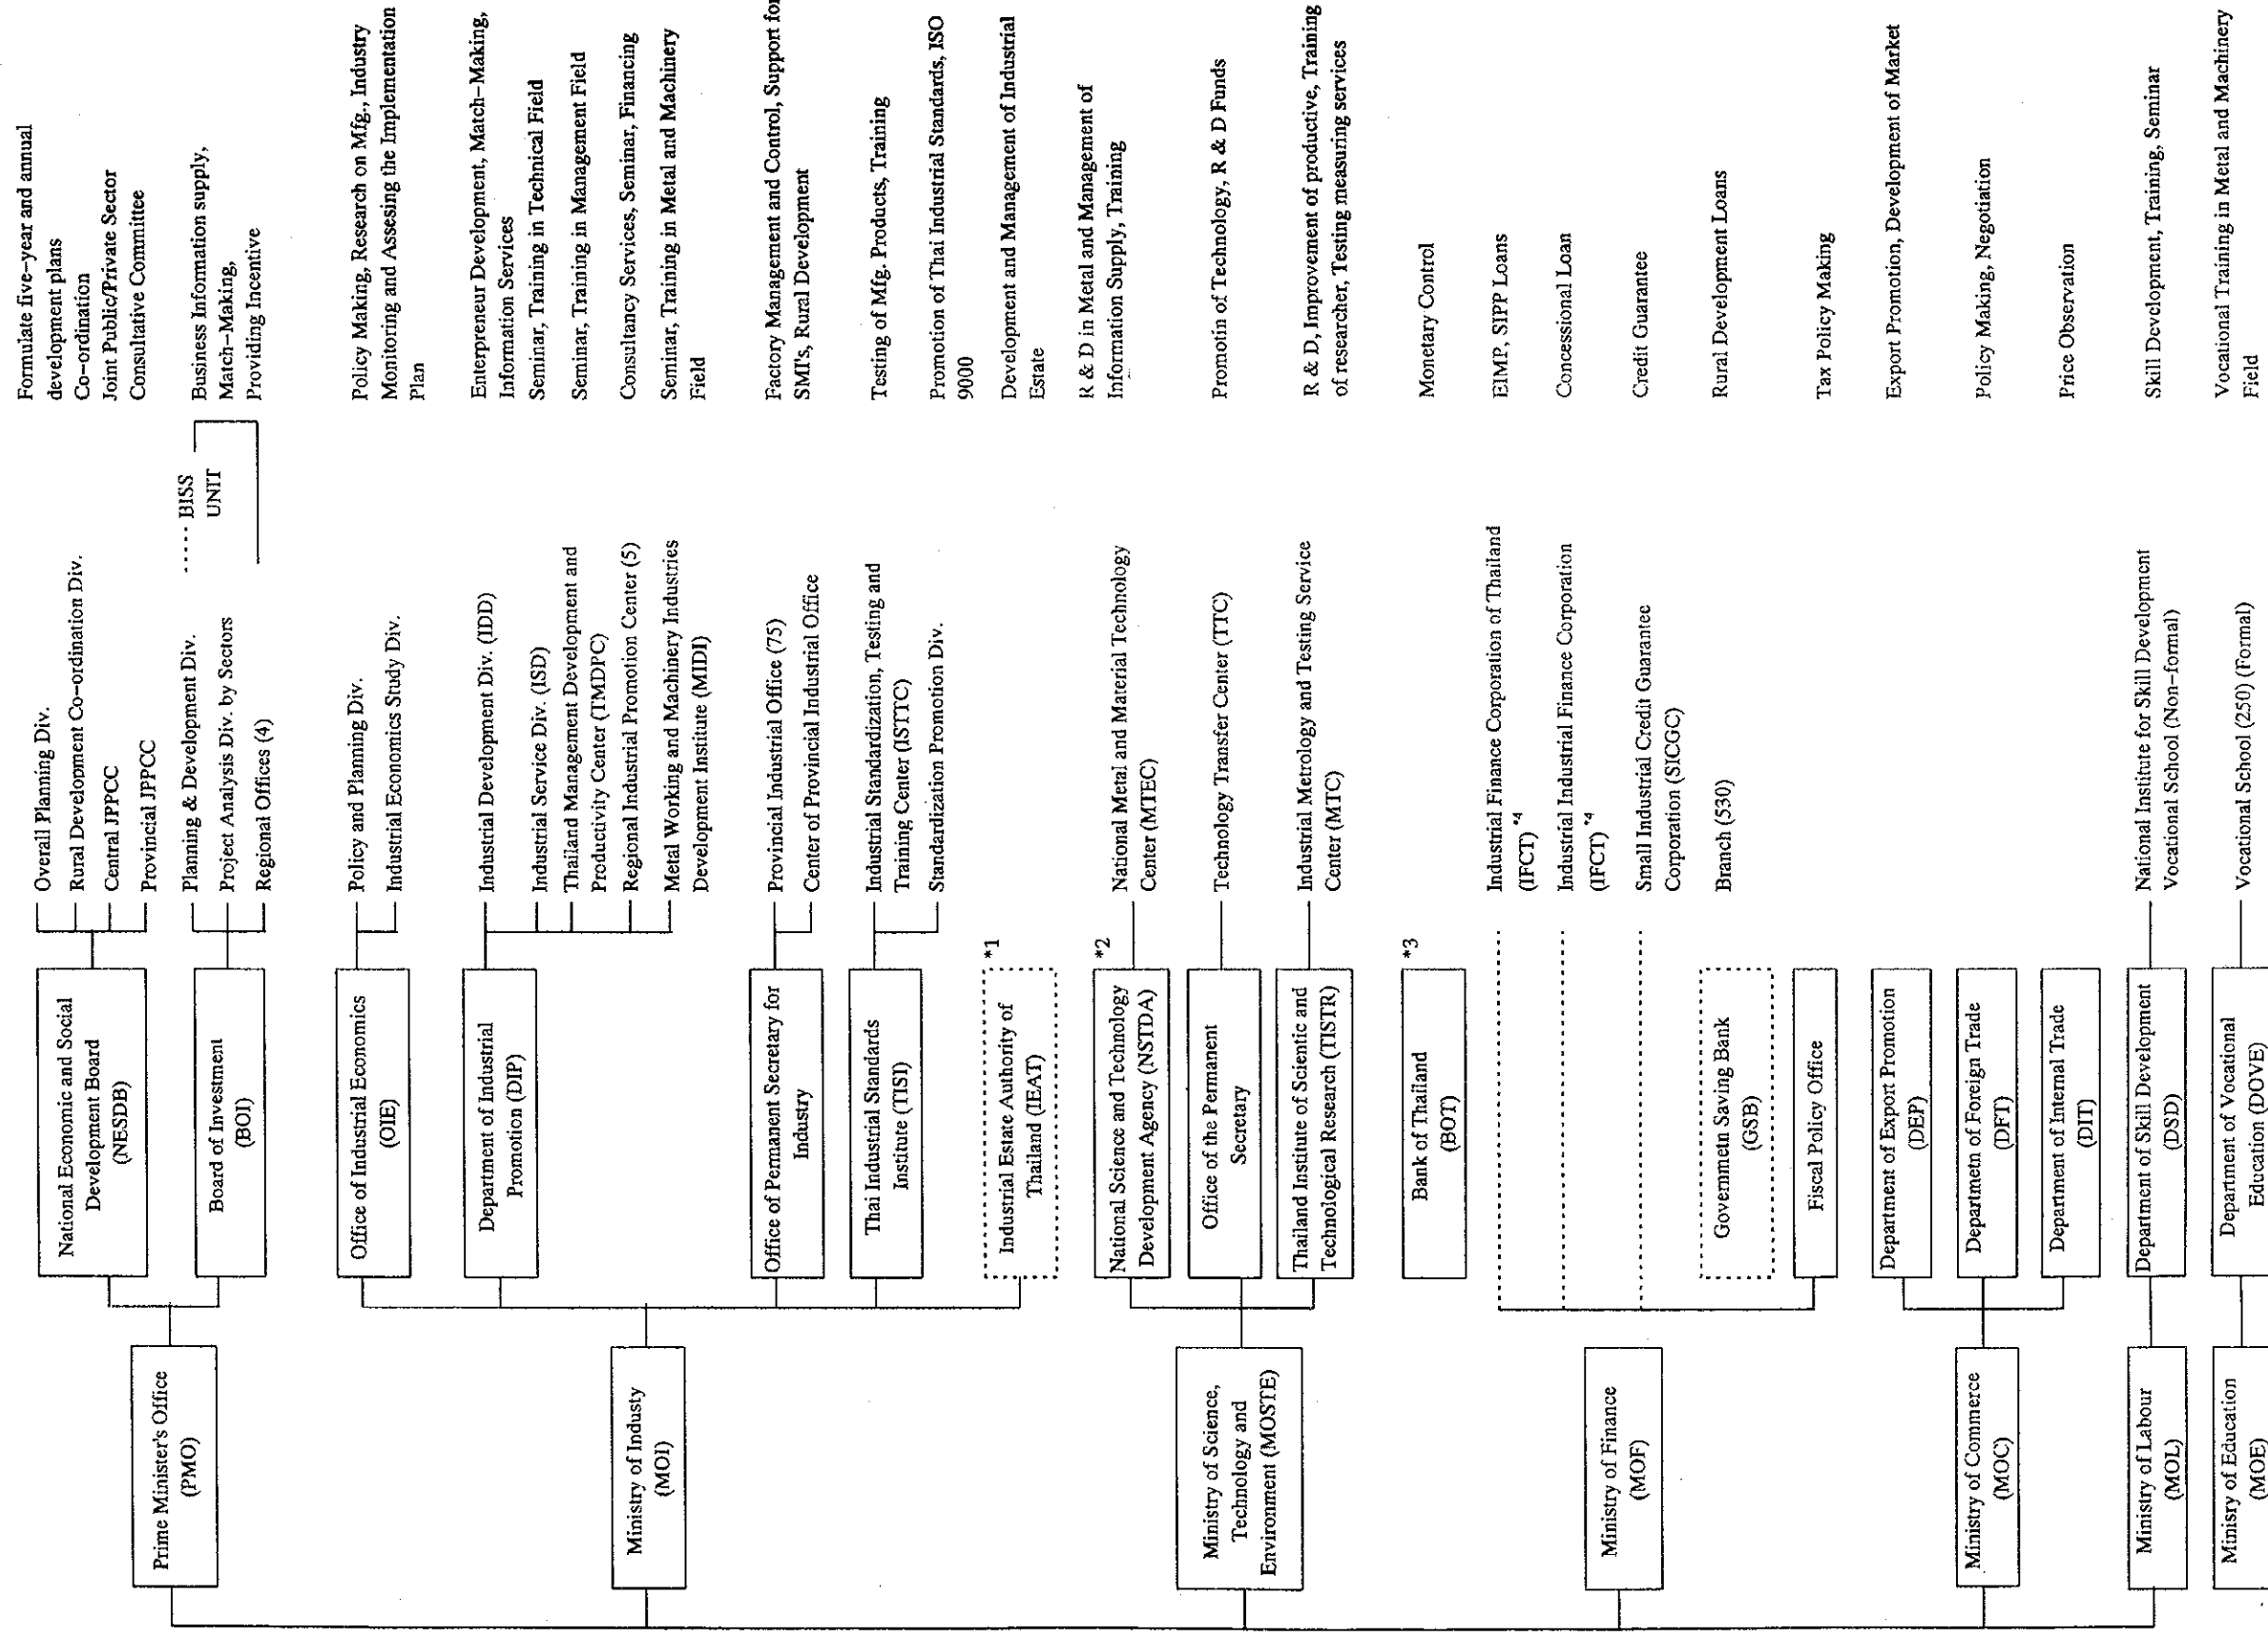 Prime Minister's Office
(PMO)
National Economic and Social
Development Board
(NESDB)
Overall Planning Div.
Rural Development Co-ordination Div.
Central JPPCC
Provincial JPPCC
Formulate five-year and annual
development plans
Co-ordination
Joint Public/Private Sector
Consultative Committee
Board of Investment
(BOI)
Planning & Development Div.
Project Analysis Div. by Sectors
Regional Offices (4)
BISS
UNIT
Business Information supply,
Match-Making,
Providing Incentive
Ministry of Industy
(MOI)
Office of Industrial Economics
(OIE)
Policy and Planning Div.
Industrial Economics Study Div.
Policy Making, Research on Mfg., Industry
Monitoring and Assesing the Implementation
Plan
Department of Industrial
Promotion (DIP)
Industrial Development Div. (IDD)
Industrial Service Div. (ISD)
Thailand Management Development and
Productivity Center (TMDPC)
Regional Industrial Promotion Center (5)
Metal Working and Machinery Industries
Development Institute (MIDI)
Enterpreneur Development, Match-Making,
Information Services
Seminar, Training in Technical Field
Seminar, Training in Management Field
Consultancy Services, Seminar, Financing
Seminar, Training in Metal and Machinery
Field
Office of Permanent Secretary for
Industry
Provincial Industrial Office (75)
Center of Provincial Industrial Office
Factory Management and Control, Support for
SMI's, Rural Development
Thai Industrial Standards
Institute (TISI)
Industrial Standardization, Testing and
Training Center (ISTTC)
Standardization Promotion Div.
Testing of Mfg. Products, Training
Promotion of Thai Industrial Standards, ISO
9000
Industrial Estate Authority of
Thailand (IEAT)
*1
Development and Management of Industrial
Estate
Ministry of Science,
Technology and
Environment (MOSTE)
National Science and Technology
Development Agency (NSTDA)
*2
National Metal and Material Technology
Center (MTEC)
R & D in Metal and Management of
Information Supply, Training
Office of the Permanent
Secretary
Technology Transfer Center (TTC)
Promotin of Technology, R & D Funds
Thailand Institute of Scientic and
Technological Research (TISTR)
Industrial Metrology and Testing Service
Center (MTC)
R & D, Improvement of productive, Training
of researcher, Testing measuring services
Ministry of Finance
(MOF)
Bank of Thailand
(BOT)
*3
Monetary Control
Industrial Finance Corporation of Thailand
(IFCT) *4
EIMP, SIPP Loans
Industrial Industrial Finance Corporation
(IFCT) *4
Concessional Loan
Small Industrial Credit Guarantee
Corporation (SICGC)
Credit Guarantee
Governmetn Saving Bank
(GSB)
Branch (530)
Rural Development Loans
Fiscal Policy Office
Tax Policy Making
Ministry of Commerce
(MOC)
Department of Export Promotion
(DEP)
Export Promotion, Development of Market
Departmetn of Foreign Trade
(DFT)
Policy Making, Negotiation
Department of Internal Trade
(DIT)
Price Observation
Ministry of Labour
(MOL)
Department of Skill Development
(DSD)
National Institute for Skill Development
Vocational School (Non-formal)
Skill Development, Training, Seminar
Minisry of Education
(MOE)
Department of Vocational
Education (DOVE)
Vocational School (250) (Formal)
Vocational Training in Metal and Machinery
Field